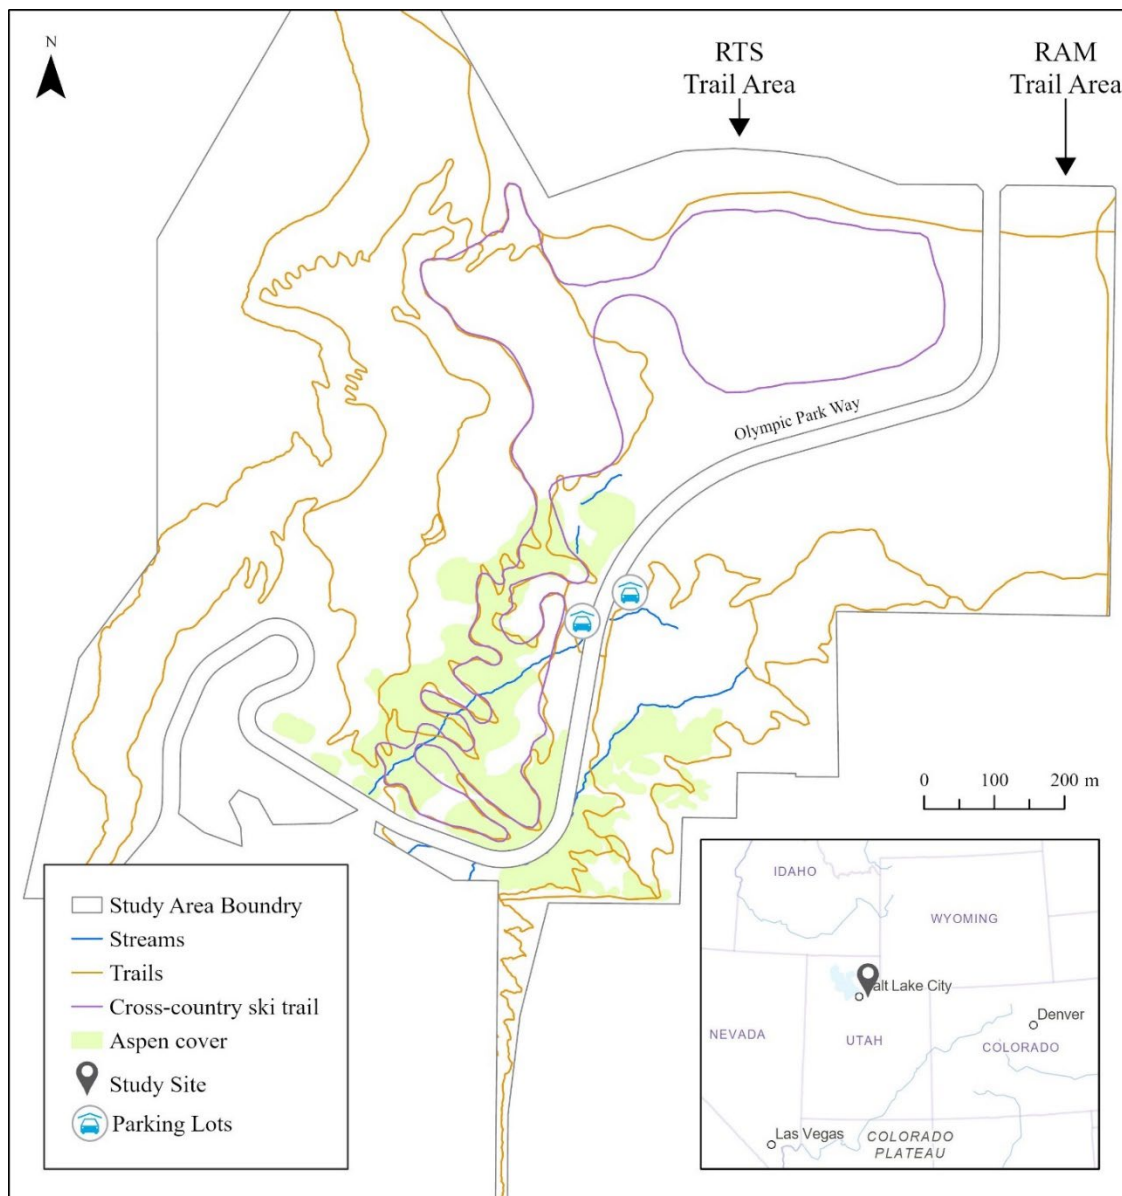 N
RTS
Trail Area
RAM
Trail Area
Olympic Park Way
0 100 200 m
Study Area Boundry
Streams
Trails
Cross-country ski trail
Aspen cover
Study Site
Parking Lots
IDAHO
WYOMING
alt Lake City
Denver
NEVADA
UTAH
COLORADO
Las Vegas
COLORADO
PLATEAU